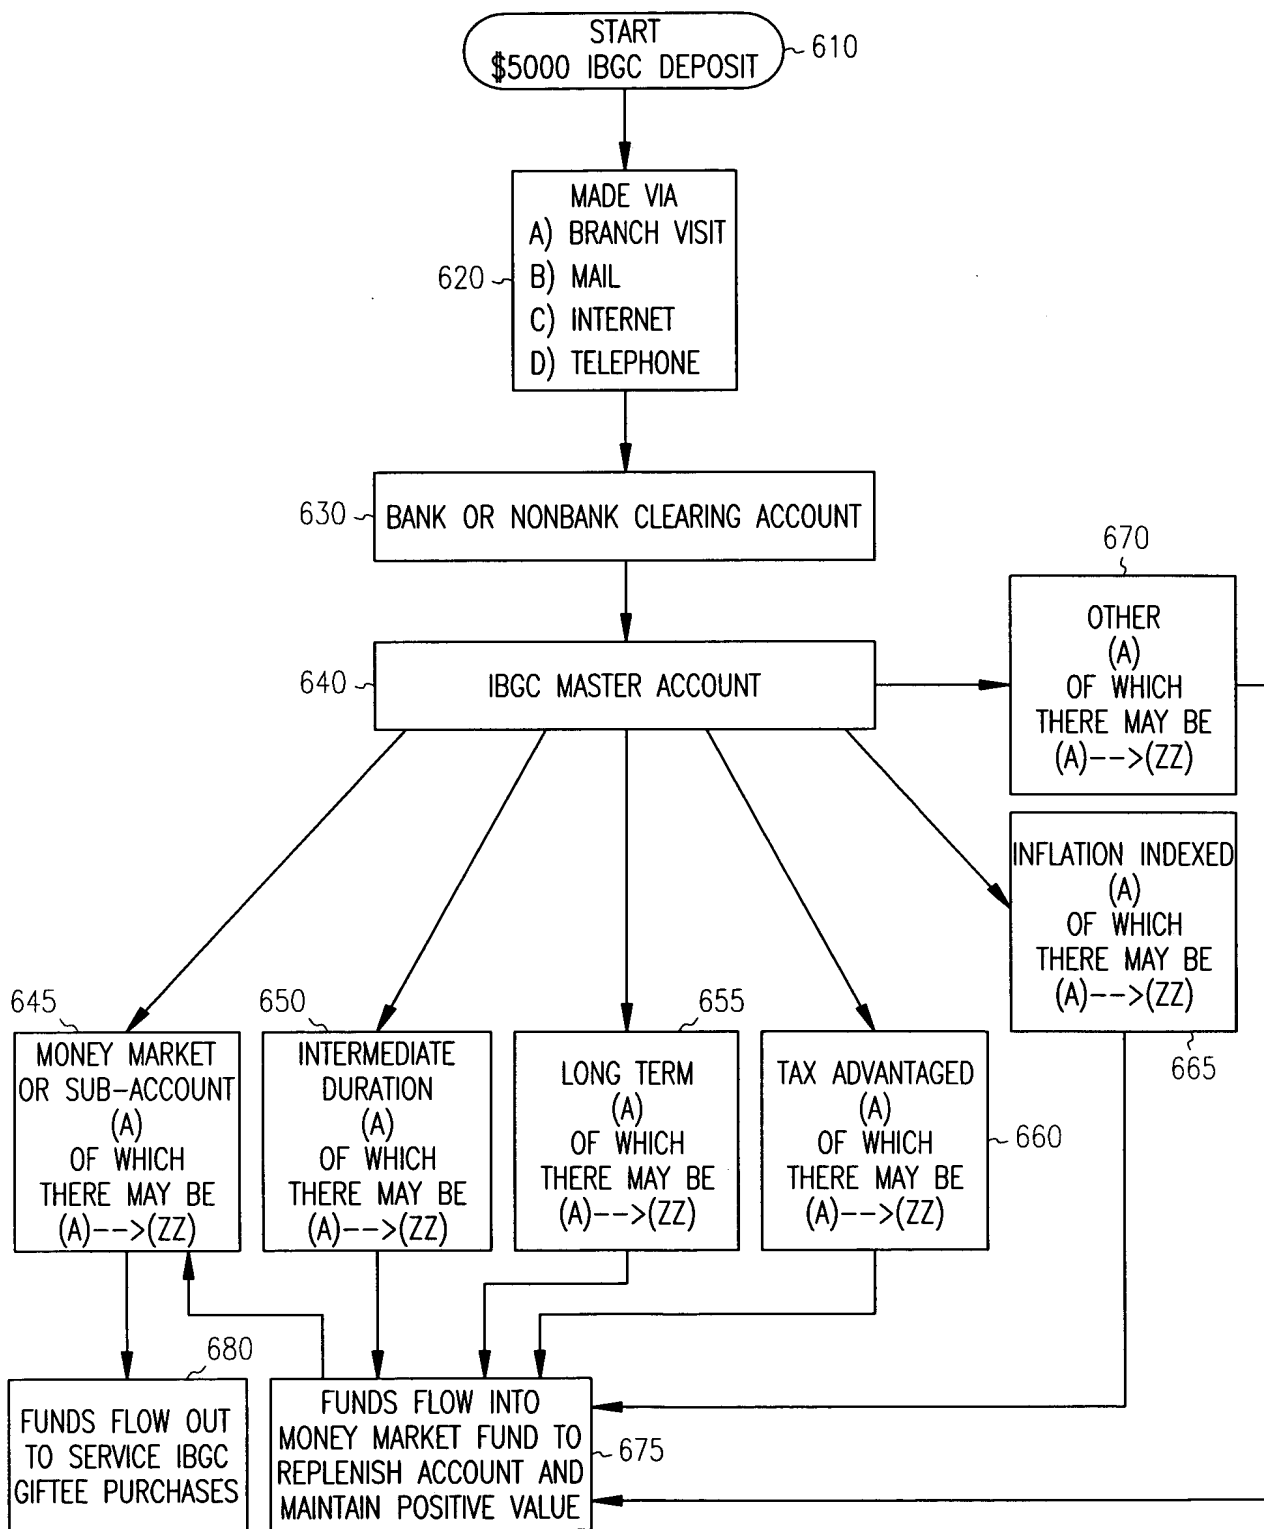 START
$5000 IBGC DEPOSIT
610
MADE VIA
A) BRANCH VISIT
B) MAIL
C) INTERNET
D) TELEPHONE
620
630
BANK OR NONBANK CLEARING ACCOUNT
640
IBGC MASTER ACCOUNT
670
OTHER
(A)
OF WHICH
THERE MAY BE
(A)-->(ZZ)
INFLATION INDEXED
(A)
OF WHICH
THERE MAY BE
(A)-->(ZZ)
665
645
MONEY MARKET
OR SUB-ACCOUNT
(A)
OF WHICH
THERE MAY BE
(A)-->(ZZ)
650
INTERMEDIATE
DURATION
(A)
OF WHICH
THERE MAY BE
(A)-->(ZZ)
655
LONG TERM
(A)
OF WHICH
THERE MAY BE
(A)-->(ZZ)
TAX ADVANTAGED
(A)
OF WHICH
THERE MAY BE
(A)-->(ZZ)
660
680
FUNDS FLOW OUT
TO SERVICE IBGC
GIFTEE PURCHASES
FUNDS FLOW INTO
MONEY MARKET FUND TO
REPLENISH ACCOUNT AND
MAINTAIN POSITIVE VALUE
675